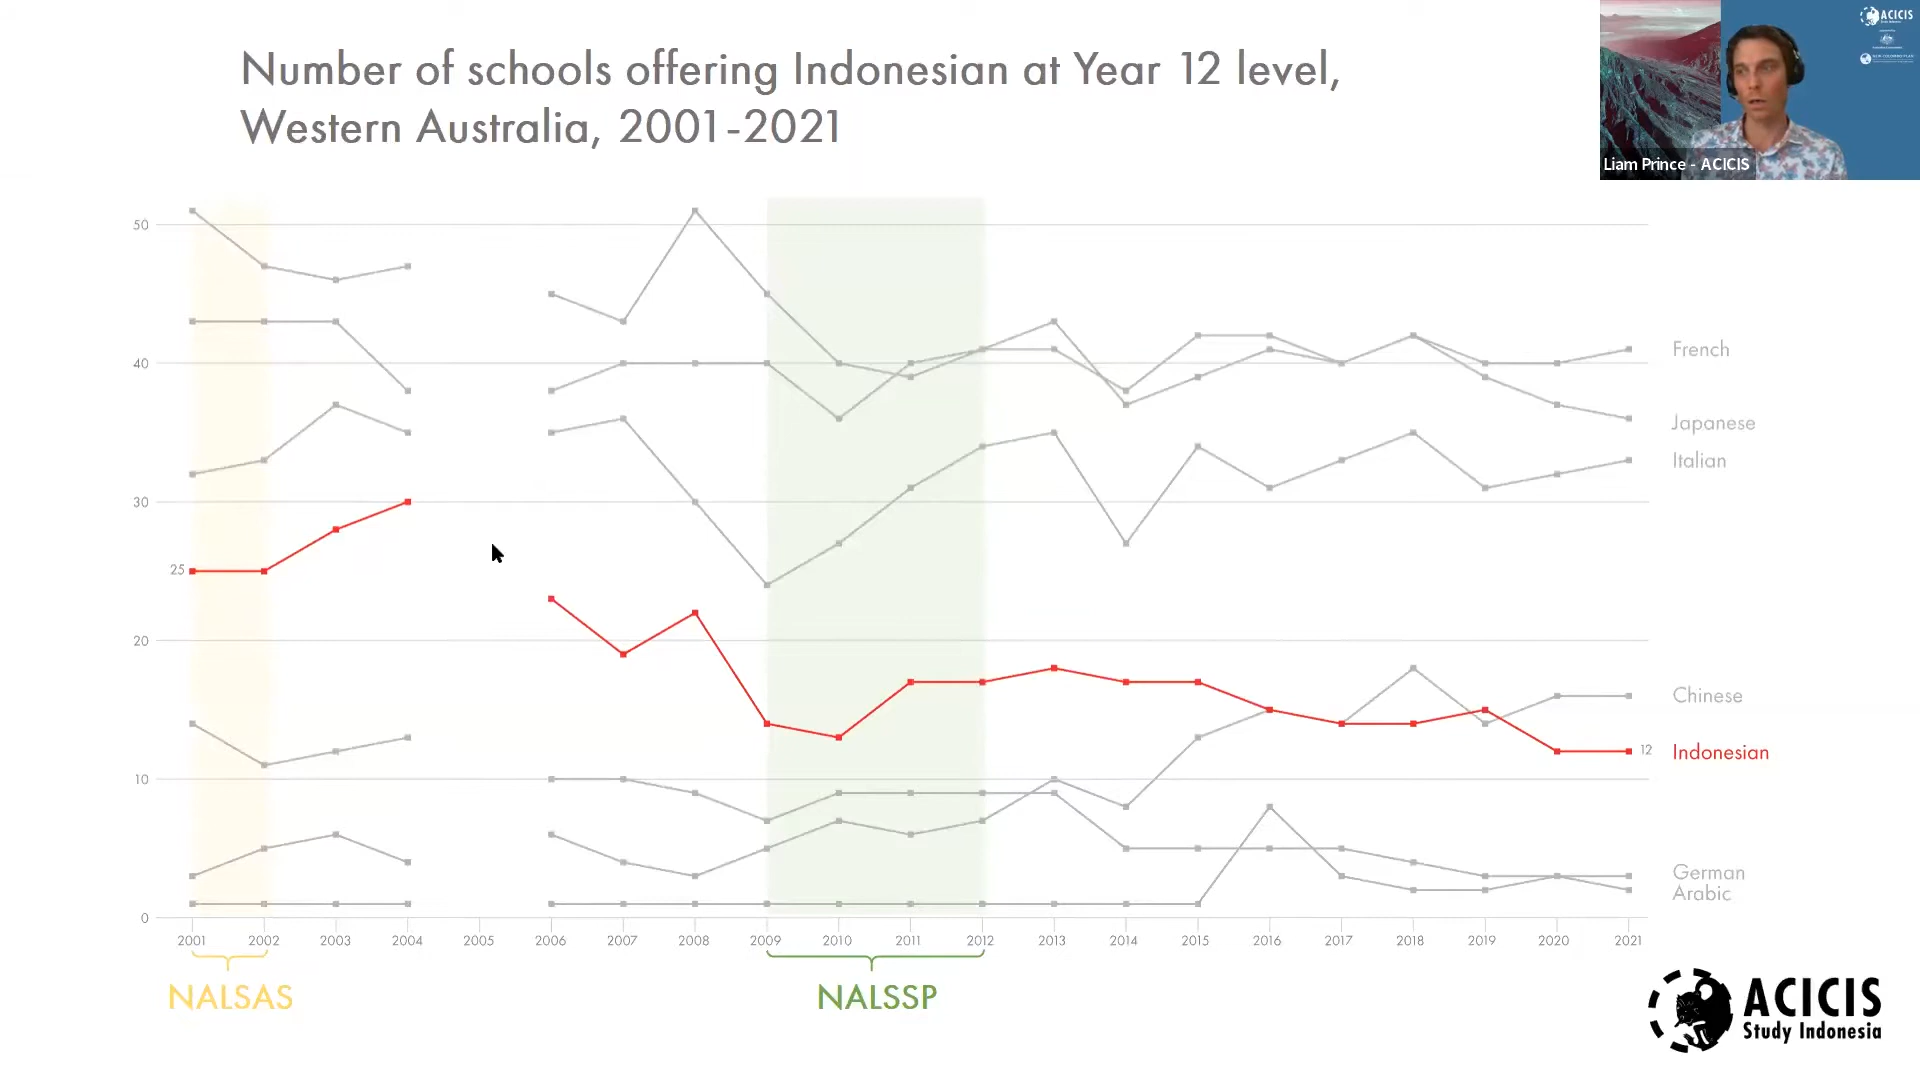 Number of schools offering Indonesian at Year 12 level,
Western Australia, 2001-2021
ACICIS
Liam Prince - ACICIS
50
40
30
25
20
10
0
French
Japanese
Italian
Chinese
12
Indonesian
German
Arabic
2001 2002 2003 2004 2005 2006 2007 2008 2009 2010 2011 2012 2013 2014 2015 2016 2017 2018 2019 2020 2021
NALSAS
NALSSP
ACICIS
Study Indonesia